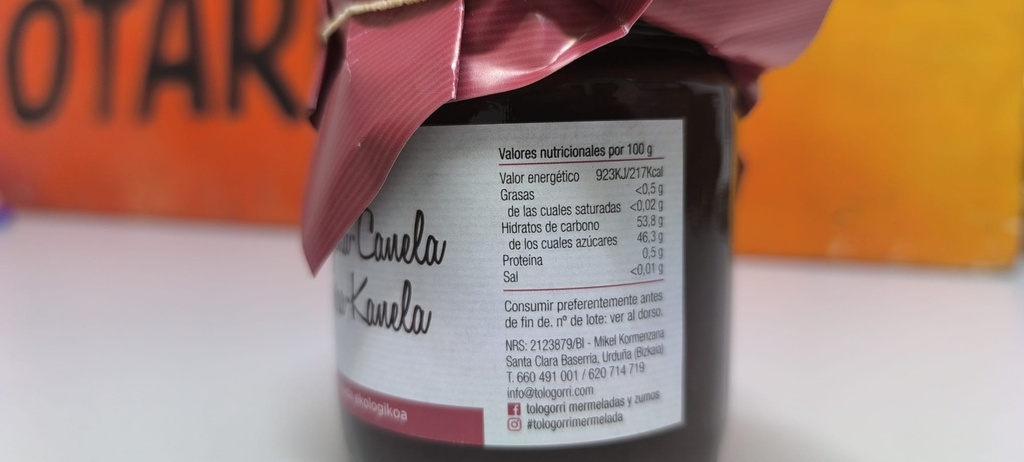 OTAR
Canela
Kanela
ekologikoa
Valores nutricionales por 100 g
Valor energético 923KJ/217Kcal
Grasas <0,5 g
de las cuales saturadas <0,02 g
Hidratos de carbono 53,8 g
de los cuales azúcares 46,3 g
Proteína 0,5 g
Sal <0,01 g
Consumir preferentemente antes
de fin de. nº de lote: ver al dorso.
NRS: 2123879/BI - Mikel Kormenzana
Santa Clara Baserria, Urduña (Bizkaia)
T. 660 491 001 / 620 714 719
info@tologorri.com
tologorri mermeladas y zumos
#tologorrimermelada